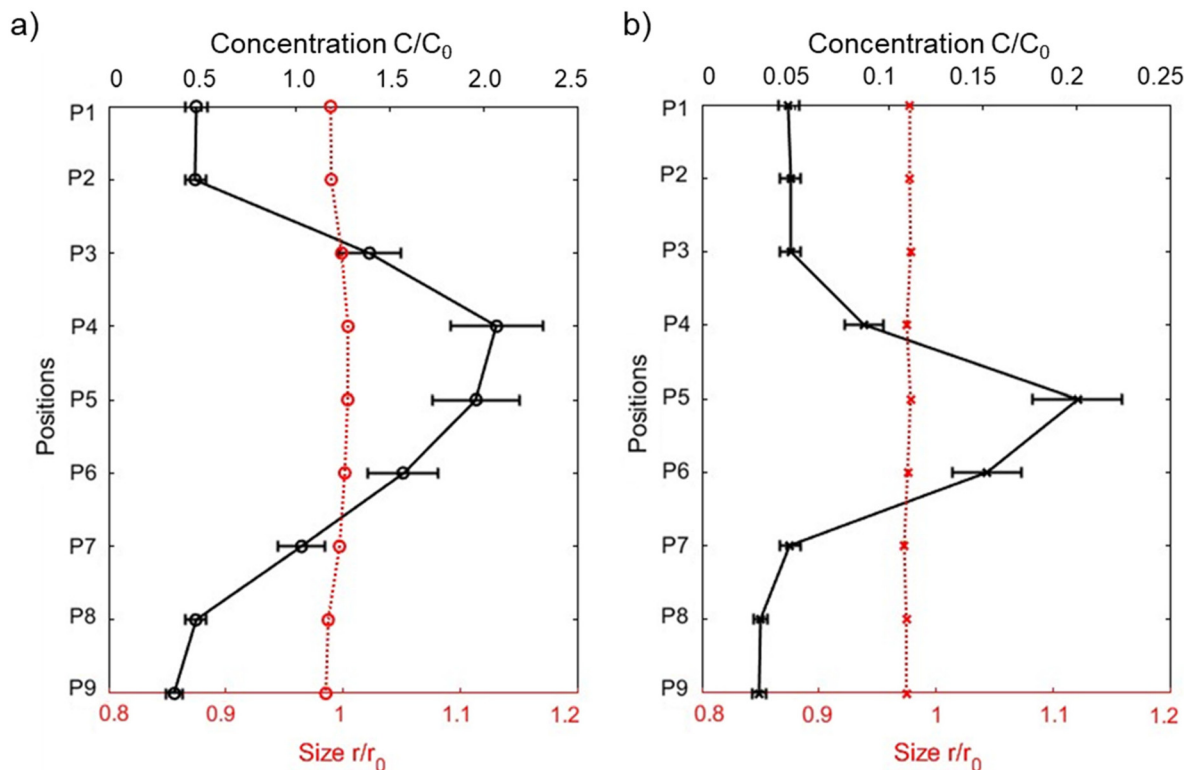 a)
Concentration C/C₀
0 0.5 1.0 1.5 2.0 2.5
P1
P2
P3
P4
P5
P6
P7
P8
P9
Positions
0.8 0.9 1 1.1 1.2
Size r/r₀
b)
Concentration C/C₀
0 0.05 0.1 0.15 0.2 0.25
P1
P2
P3
P4
P5
P6
P7
P8
P9
Positions
0.8 0.9 1 1.1 1.2
Size r/r₀